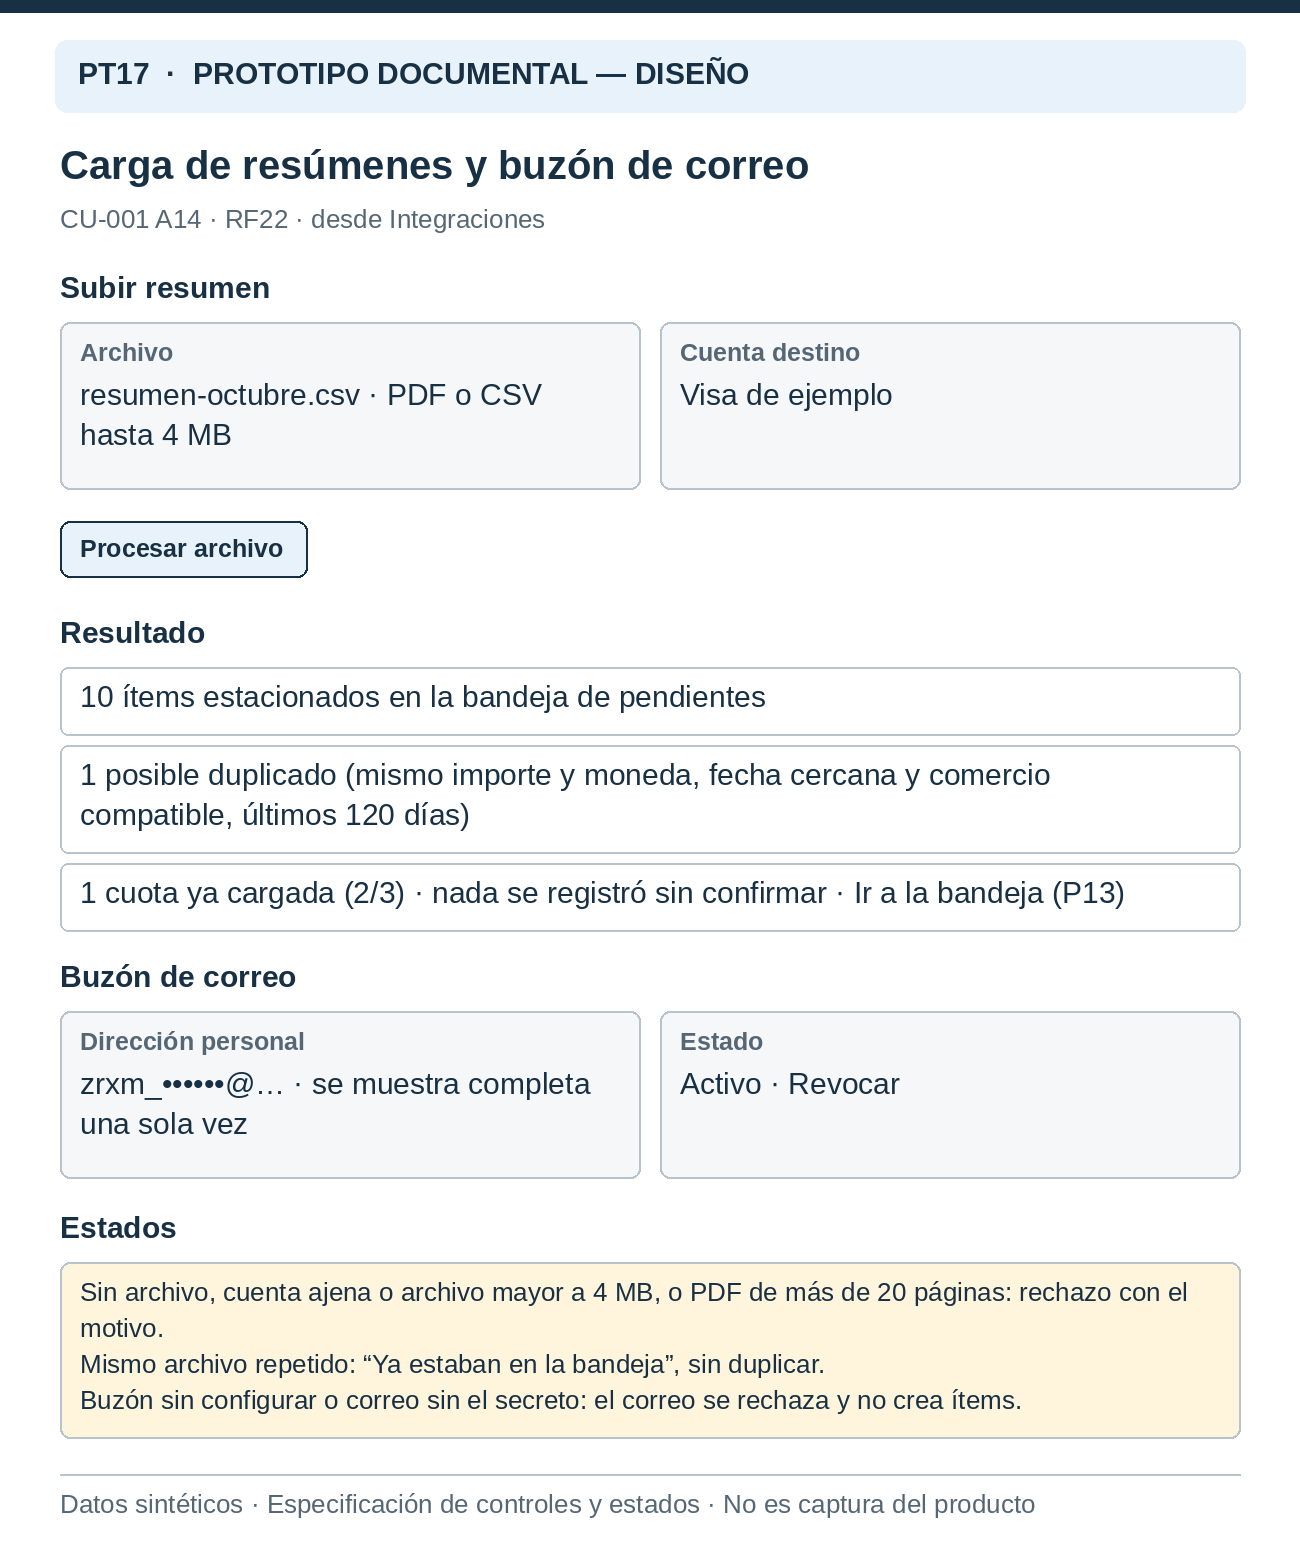 PT17 · PROTOTIPO DOCUMENTAL — DISEÑO
Carga de resúmenes y buzón de correo
CU-001 A14 · RF22 · desde Integraciones
Subir resumen
Archivo
resumen-octubre.csv · PDF o CSV
hasta 4 MB
Cuenta destino
Visa de ejemplo
Procesar archivo
Resultado
10 ítems estacionados en la bandeja de pendientes
1 posible duplicado (mismo importe y moneda, fecha cercana y comercio
compatible, últimos 120 días)
1 cuota ya cargada (2/3) · nada se registró sin confirmar · Ir a la bandeja (P13)
Buzón de correo
Dirección personal
zrxm_••••••@… · se muestra completa
una sola vez
Estado
Activo · Revocar
Estados
Sin archivo, cuenta ajena o archivo mayor a 4 MB, o PDF de más de 20 páginas: rechazo con el
motivo.
Mismo archivo repetido: “Ya estaban en la bandeja”, sin duplicar.
Buzón sin configurar o correo sin el secreto: el correo se rechaza y no crea ítems.
Datos sintéticos · Especificación de controles y estados · No es captura del producto